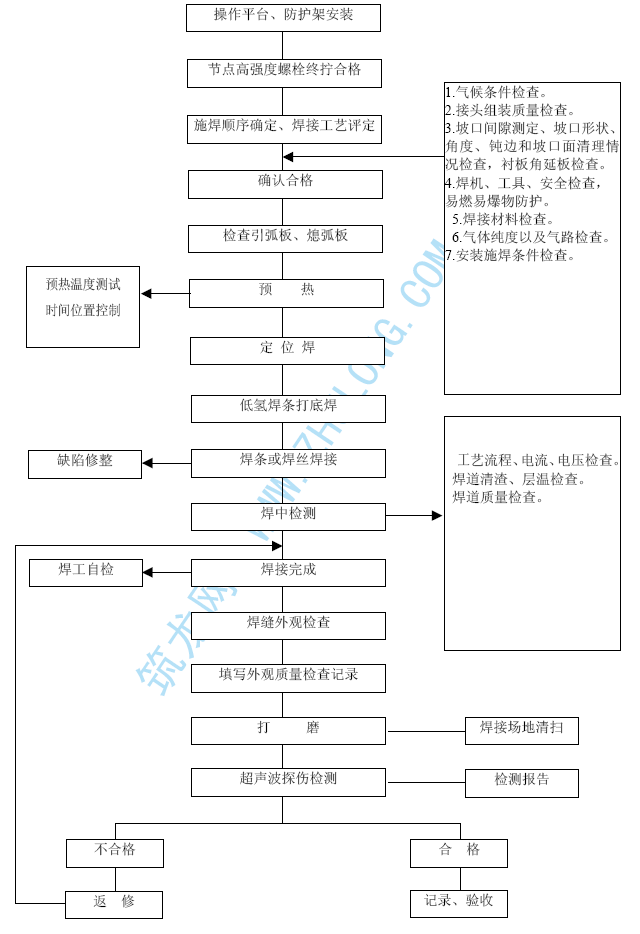 操作平台、防护架安装
节点高强度螺栓终拧合格
施焊顺序确定、焊接工艺评定
1.气候条件检查。
2.接头组装质量检查。
3.坡口间隙测定、坡口形状、
角度、钝边和坡口面清理情
况检查，衬板角延板检查。
4.焊机、工具、安全检查，
易燃易爆物防护。
5.焊接材料检查。
6.气体纯度以及气路检查。
7.安装施焊条件检查。
确认合格
检查引弧板、熄弧板
预 热
预热温度测试
时间位置控制
定 位 焊
低氢焊条打底焊
焊条或焊丝焊接
缺陷修整
焊中检测
工艺流程、电流、电压检查。
焊道清渣、层温检查。
焊道质量检查。
焊接完成
焊工自检
焊缝外观检查
填写外观质量检查记录
打 磨
焊接场地清扫
超声波探伤检测
检测报告
不合格
合 格
返 修
记录、验收
筑龙网 WWW.ZHULONG.COM